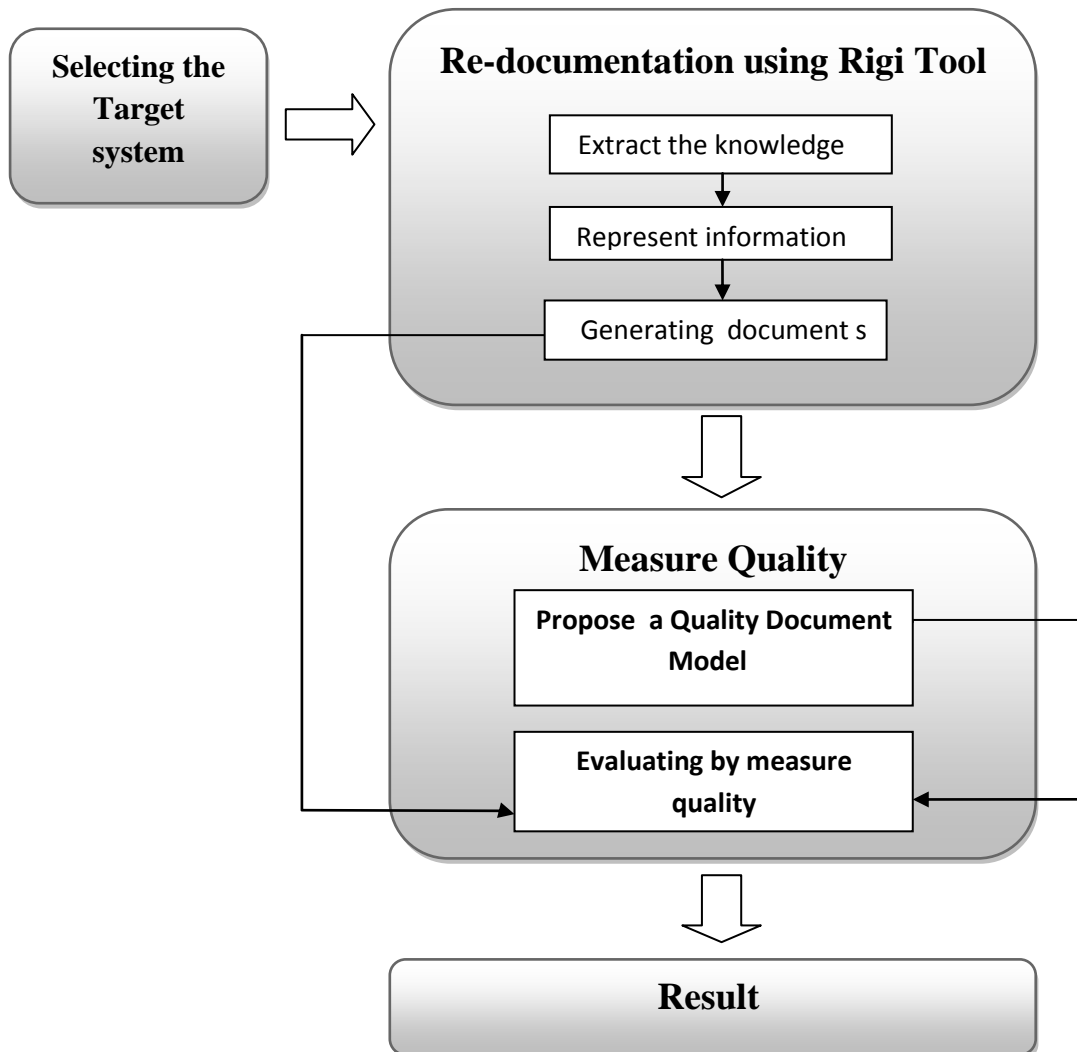 Selecting the
Target
system
Re-documentation using Rigi Tool
Extract the knowledge
Represent information
Generating  document s
Measure Quality
Propose  a Quality Document
Model
Evaluating by measure
quality
Result